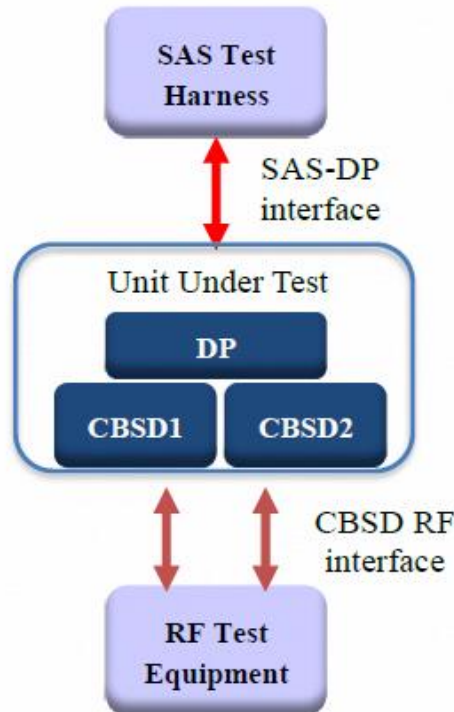 SAS Test
Harness
SAS-DP
interface
Unit Under Test
DP
CBSD1
CBSD2
CBSD RF
interface
RF Test
Equipment